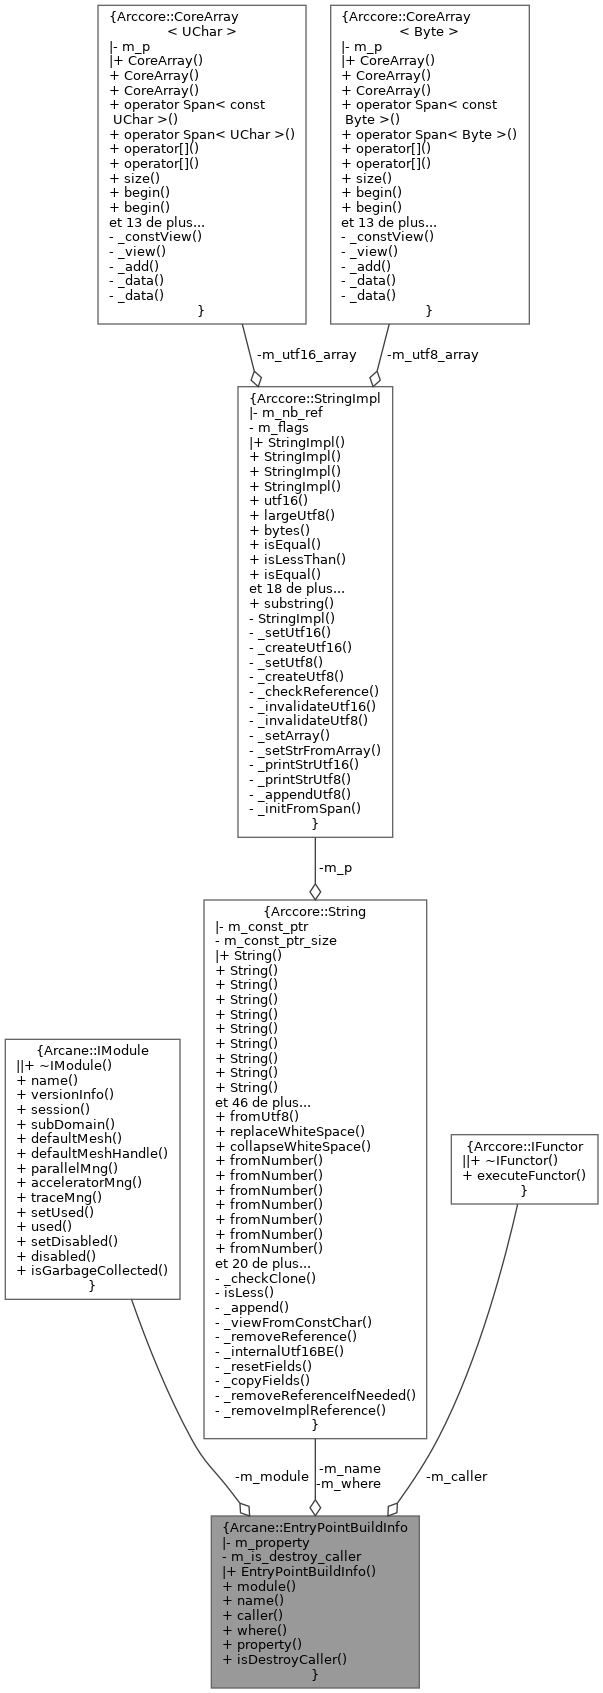 {Arccore::CoreArray
< UChar >
|- m_p
|+ CoreArray()
+ CoreArray()
+ CoreArray()
+ operator Span< const
UChar >()
+ operator Span< UChar >()
+ operator[]()
+ operator[]()
+ size()
+ begin()
+ begin()
et 13 de plus...
- _constView()
- _view()
- _add()
- _data()
- _data()
}
{Arccore::CoreArray
< Byte >
|- m_p
|+ CoreArray()
+ CoreArray()
+ CoreArray()
+ operator Span< const
Byte >()
+ operator Span< Byte >()
+ operator[]()
+ operator[]()
+ size()
+ begin()
+ begin()
et 13 de plus...
- _constView()
- _view()
- _add()
- _data()
- _data()
}
-m_utf16_array
-m_utf8_array
{Arccore::StringImpl
|- m_nb_ref
- m_flags
|+ StringImpl()
+ StringImpl()
+ StringImpl()
+ StringImpl()
+ utf16()
+ largeUtf8()
+ bytes()
+ isEqual()
+ isLessThan()
+ isEqual()
et 18 de plus...
+ substring()
- StringImpl()
- _setUtf16()
- _createUtf16()
- _setUtf8()
- _createUtf8()
- _checkReference()
- _invalidateUtf16()
- _invalidateUtf8()
- _setArray()
- _setStrFromArray()
- _printStrUtf16()
- _printStrUtf8()
- _appendUtf8()
- _initFromSpan()
}
-m_p
{Arccore::String
|- m_const_ptr
- m_const_ptr_size
|+ String()
+ String()
+ String()
+ String()
+ String()
+ String()
+ String()
+ String()
+ String()
+ String()
et 46 de plus...
+ fromUtf8()
+ replaceWhiteSpace()
+ collapseWhiteSpace()
+ fromNumber()
+ fromNumber()
+ fromNumber()
+ fromNumber()
+ fromNumber()
+ fromNumber()
+ fromNumber()
et 20 de plus...
- _checkClone()
- isLess()
- _append()
- _viewFromConstChar()
- _removeReference()
- _internalUtf16BE()
- _resetFields()
- _copyFields()
- _removeReferenceIfNeeded()
- _removeImplReference()
}
{Arcane::IModule
||+ ~IModule()
+ name()
+ versionInfo()
+ session()
+ subDomain()
+ defaultMesh()
+ defaultMeshHandle()
+ parallelMng()
+ acceleratorMng()
+ traceMng()
+ setUsed()
+ used()
+ setDisabled()
+ disabled()
+ isGarbageCollected()
}
{Arccore::IFunctor
||+ ~IFunctor()
+ executeFunctor()
}
-m_module
-m_name
-m_where
-m_caller
{Arcane::EntryPointBuildInfo
|- m_property
- m_is_destroy_caller
|+ EntryPointBuildInfo()
+ module()
+ name()
+ caller()
+ where()
+ property()
+ isDestroyCaller()
}